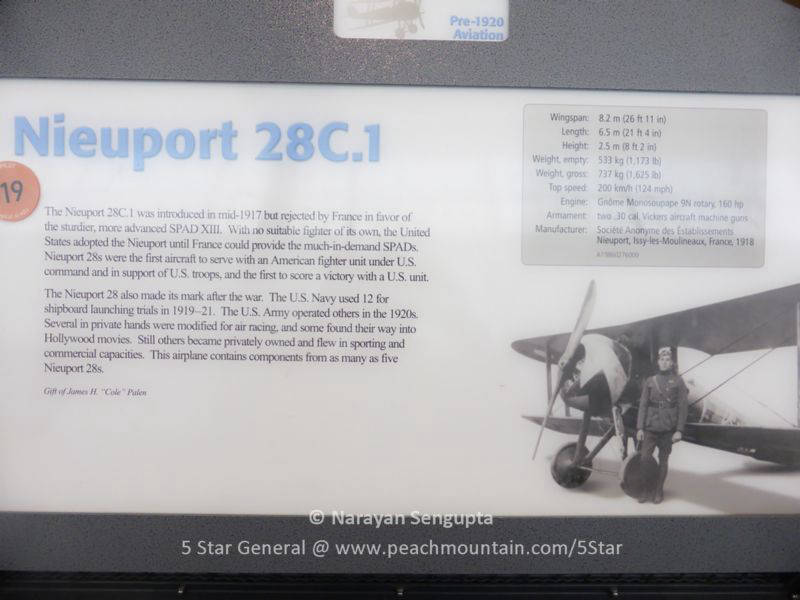 Pre-1920
Aviation
Nieuport 28C.1
19
The Nieuport 28C.1 was introduced in mid-1917 but rejected by France in favor of
the sturdier, more advanced SPAD XIII. With no suitable fighter of its own, the United
States adopted the Nieuport until France could provide the much-in-demand SPADs.
Nieuport 28s were the first aircraft to serve with an American fighter unit under U.S.
command and in support of U.S. troops, and the first to score a victory with a U.S. unit.
The Nieuport 28 also made its mark after the war. The U.S. Navy used 12 for
shipboard launching trials in 1919–21. The U.S. Army operated others in the 1920s.
Several in private hands were modified for air racing, and some found their way into
Hollywood movies. Still others became privately owned and flew in sporting and
commercial capacities. This airplane contains components from as many as five
Nieuport 28s.
Gift of James H. "Cole" Palen
Wingspan: 8.2 m (26 ft 11 in)
Length: 6.5 m (21 ft 4 in)
Height: 2.5 m (8 ft 2 in)
Weight, empty: 533 kg (1,173 lb)
Weight, gross: 737 kg (1,625 lb)
Top speed: 200 km/h (124 mph)
Engine: Gnôme Monosoupape 9N rotary, 160 hp
Armament: two .30 cal. Vickers aircraft machine guns
Manufacturer: Société Anonyme des Établissements
Nieuport, Issy-les-Moulineaux, France, 1918
A19860276000
© Narayan Sengupta
5 Star General @ www.peachmountain.com/5Star